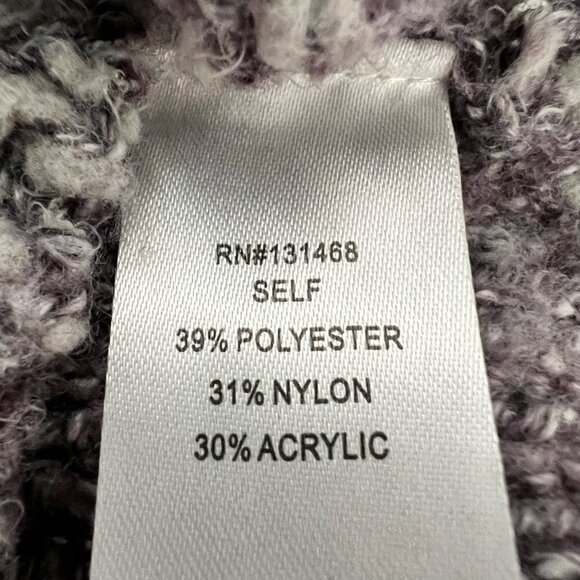 RN#131468
SELF
39% POLYESTER
31% NYLON
30% ACRYLIC